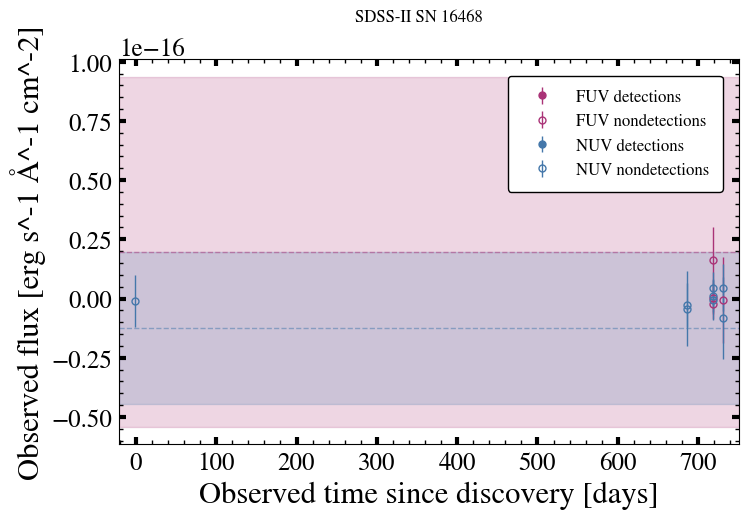 SDSS-II SN 16468
1e−16
Observed flux [erg s^-1 Å^-1 cm^-2]
1.00
0.75
0.50
0.25
0.00
−0.25
−0.50
FUV detections
FUV nondetections
NUV detections
NUV nondetections
0 100 200 300 400 500 600 700
Observed time since discovery [days]